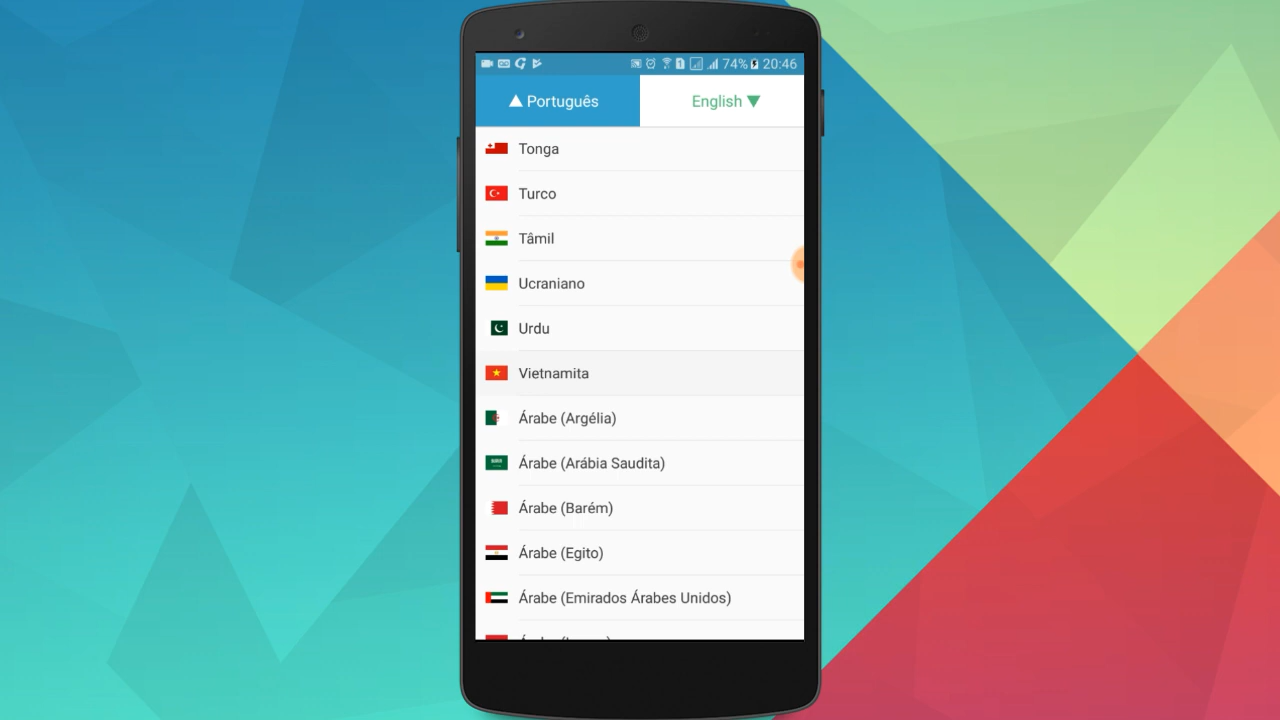 74% 20:46
Português
English
Tonga
Turco
Tâmil
Ucraniano
Urdu
Vietnamita
Árabe (Argélia)
Árabe (Arábia Saudita)
Árabe (Barém)
Árabe (Egito)
Árabe (Emirados Árabes Unidos)